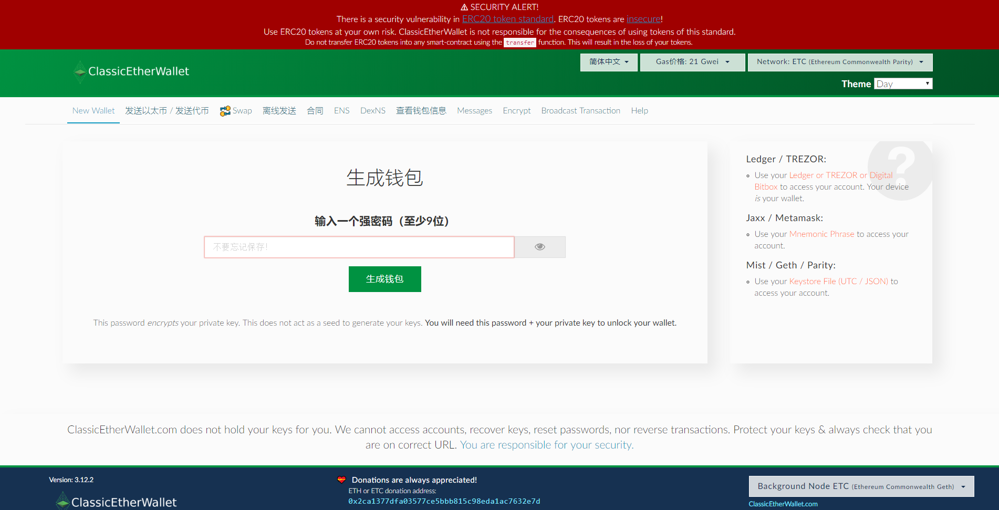 ⚠ SECURITY ALERT!
There is a security vulnerability in ERC20 token standard. ERC20 tokens are insecure!
Use ERC20 tokens at your own risk. ClassicEtherWallet is not responsible for the consequences of using tokens of this standard.
Do not transfer ERC20 tokens into any smart-contract using the transfer function. This will result in the loss of your tokens.
ClassicEtherWallet
简体中文
Gas价格: 21 Gwei
Network: ETC (Ethereum Commonwealth Parity)
Theme Day
New Wallet
发送以太币 / 发送代币
Swap
离线发送
合同
ENS
DexNS
查看钱包信息
Messages
Encrypt
Broadcast Transaction
Help
生成钱包
输入一个强密码（至少9位）
不要忘记保存!
生成钱包
This password encrypts your private key. This does not act as a seed to generate your keys. You will need this password + your private key to unlock your wallet.
?
Ledger / TREZOR:
Use your Ledger or TREZOR or Digital
Bitbox to access your account. Your device
is your wallet.
Jaxx / Metamask:
Use your Mnemonic Phrase to access your
account.
Mist / Geth / Parity:
Use your Keystore File (UTC / JSON) to
access your account.
ClassicEtherWallet.com does not hold your keys for you. We cannot access accounts, recover keys, reset passwords, nor reverse transactions. Protect your keys & always check that you
are on correct URL. You are responsible for your security.
Version: 3.12.2
ClassicEtherWallet
Donations are always appreciated!
ETH or ETC donation address:
0x2ca1377dfa03577ce5bbb815c98eda1ac7632e7d
Background Node ETC (Ethereum Commonwealth Geth)
ClassicEtherWallet.com